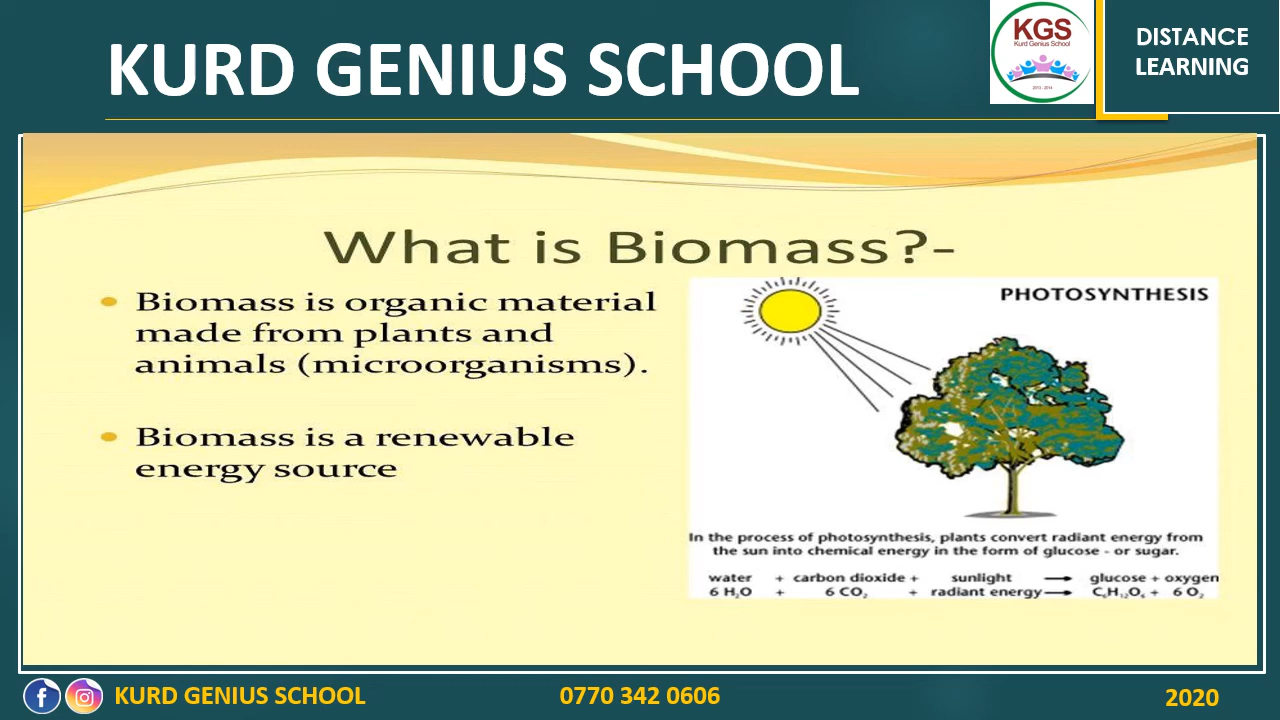 KURD GENIUS SCHOOL
KGS
Kurd Genius School
2013 - 2014
DISTANCE
LEARNING
What is Biomass?-
• Biomass is organic material
made from plants and
animals (microorganisms).
• Biomass is a renewable
energy source
PHOTOSYNTHESIS
In the process of photosynthesis, plants convert radiant energy from
the sun into chemical energy in the form of glucose - or sugar.
water + carbon dioxide + sunlight → glucose + oxygen
6 H₂O + 6 CO₂ + radiant energy → C₆H₁₂O₆ + 6 O₂
KURD GENIUS SCHOOL
0770 342 0606
2020